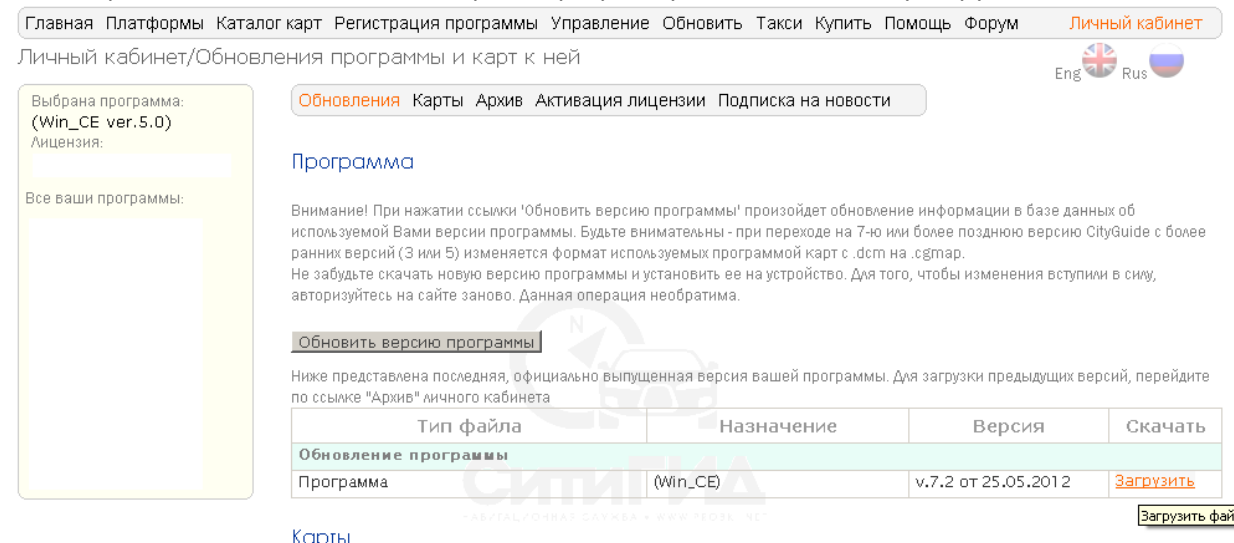 Главная Платформы Каталог карт Регистрация программы Управление Обновить Такси Купить Помощь Форум Личный кабинет
Личный кабинет/Обновления программы и карт к ней
Eng Rus
Выбрана программа:
(Win_CE ver.5.0)
Лицензия:
Все ваши программы:
Обновления Карты Архив Активация лицензии Подписка на новости
Программа
Внимание! При нажатии ссылки 'Обновить версию программы' произойдет обновление информации в базе данных об
используемой Вами версии программы. Будьте внимательны - при переходе на 7-ю или более позднюю версию CityGuide с более
ранних версий (3 или 5) изменяется формат используемых программой карт с .dcm на .cgmap.
Не забудьте скачать новую версию программы и установить ее на устройство. Для того, чтобы изменения вступили в силу,
авторизуйтесь на сайте заново. Данная операция необратима.
N
Обновить версию программы
Ниже представлена последняя, официально выпущенная версия вашей программы. Для загрузки предыдущих версий, перейдите
по ссылке "Архив" личного кабинета
Тип файла Назначение Версия Скачать
Обновление программы
Программа (Win_CE) v.7.2 от 25.05.2012 Загрузить
СитиГИД
Загрузить фай
Карты